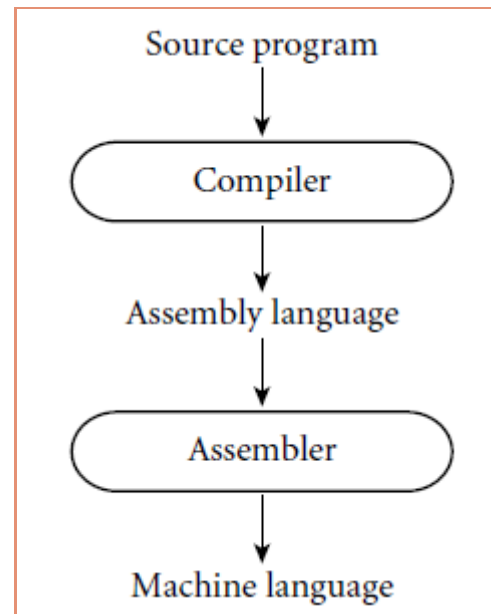 Source program
Compiler
Assembly language
Assembler
Machine language